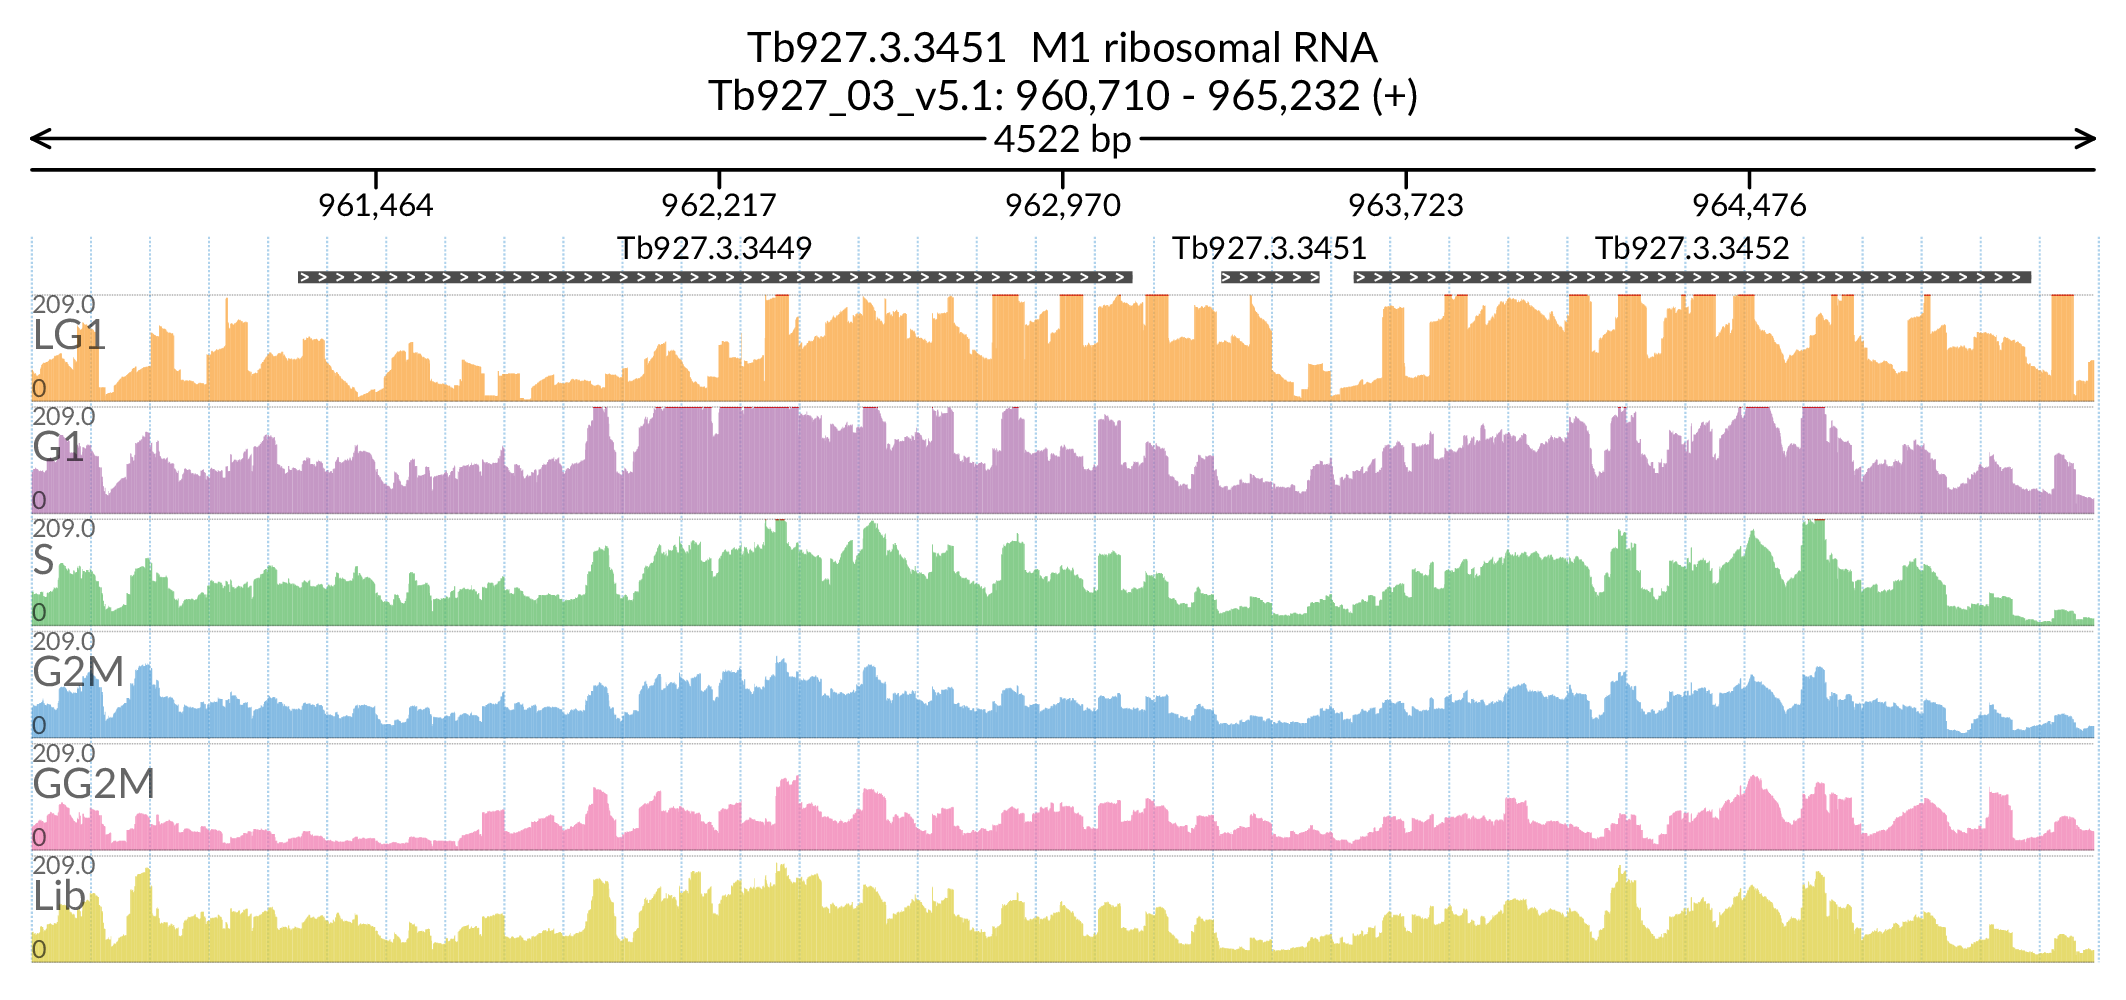 Tb927.3.3451  M1 ribosomal RNA
Tb927_03_v5.1: 960,710 - 965,232 (+)
4522 bp
961,464 962,217 962,970 963,723 964,476
Tb927.3.3449 Tb927.3.3451 Tb927.3.3452
209.0
LG1
0
209.0
G1
0
209.0
S
0
209.0
G2M
0
209.0
GG2M
0
209.0
Lib
0